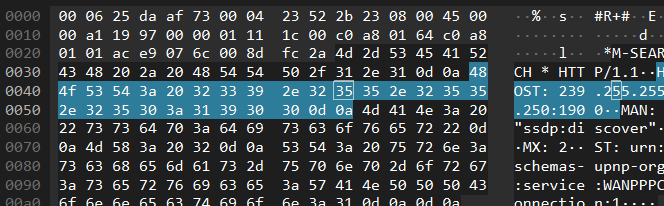 0000 00 06 25 da af 73 00 04 23 52 2b 23 08 00 45 00 ··%··s··#R+#··E·
0010 00 a1 19 97 00 00 01 11 1c 00 c0 a8 01 64 c0 a8 ·············d··
0020 01 01 ac e9 07 6c 00 8d fc 2a 4d 2d 53 45 41 52 ·····l···*M-SEAR
0030 43 48 20 2a 20 48 54 54 50 2f 31 2e 31 0d 0a 48 CH * HTTP/1.1··H
0040 4f 53 54 3a 20 32 33 39 2e 32 35 35 2e 32 35 35 OST: 239.255.255
0050 2e 32 35 30 3a 31 39 30 30 0d 0a 4d 41 4e 3a 20 .250:1900··MAN:
0060 22 73 73 64 70 3a 64 69 73 63 6f 76 65 72 22 0d "ssdp:discover"·
0070 0a 4d 58 3a 20 32 0d 0a 53 54 3a 20 75 72 6e 3a ·MX: 2··ST: urn:
0080 73 63 68 65 6d 61 73 2d 75 70 6e 70 2d 6f 72 67 schemas-upnp-org
0090 3a 73 65 72 76 69 63 65 3a 57 41 4e 50 50 50 43 :service:WANPPPC
00a0 6f 6e 6e 65 63 74 69 6f 6e 3a 31 0d 0a 0d 0a onnection:1····